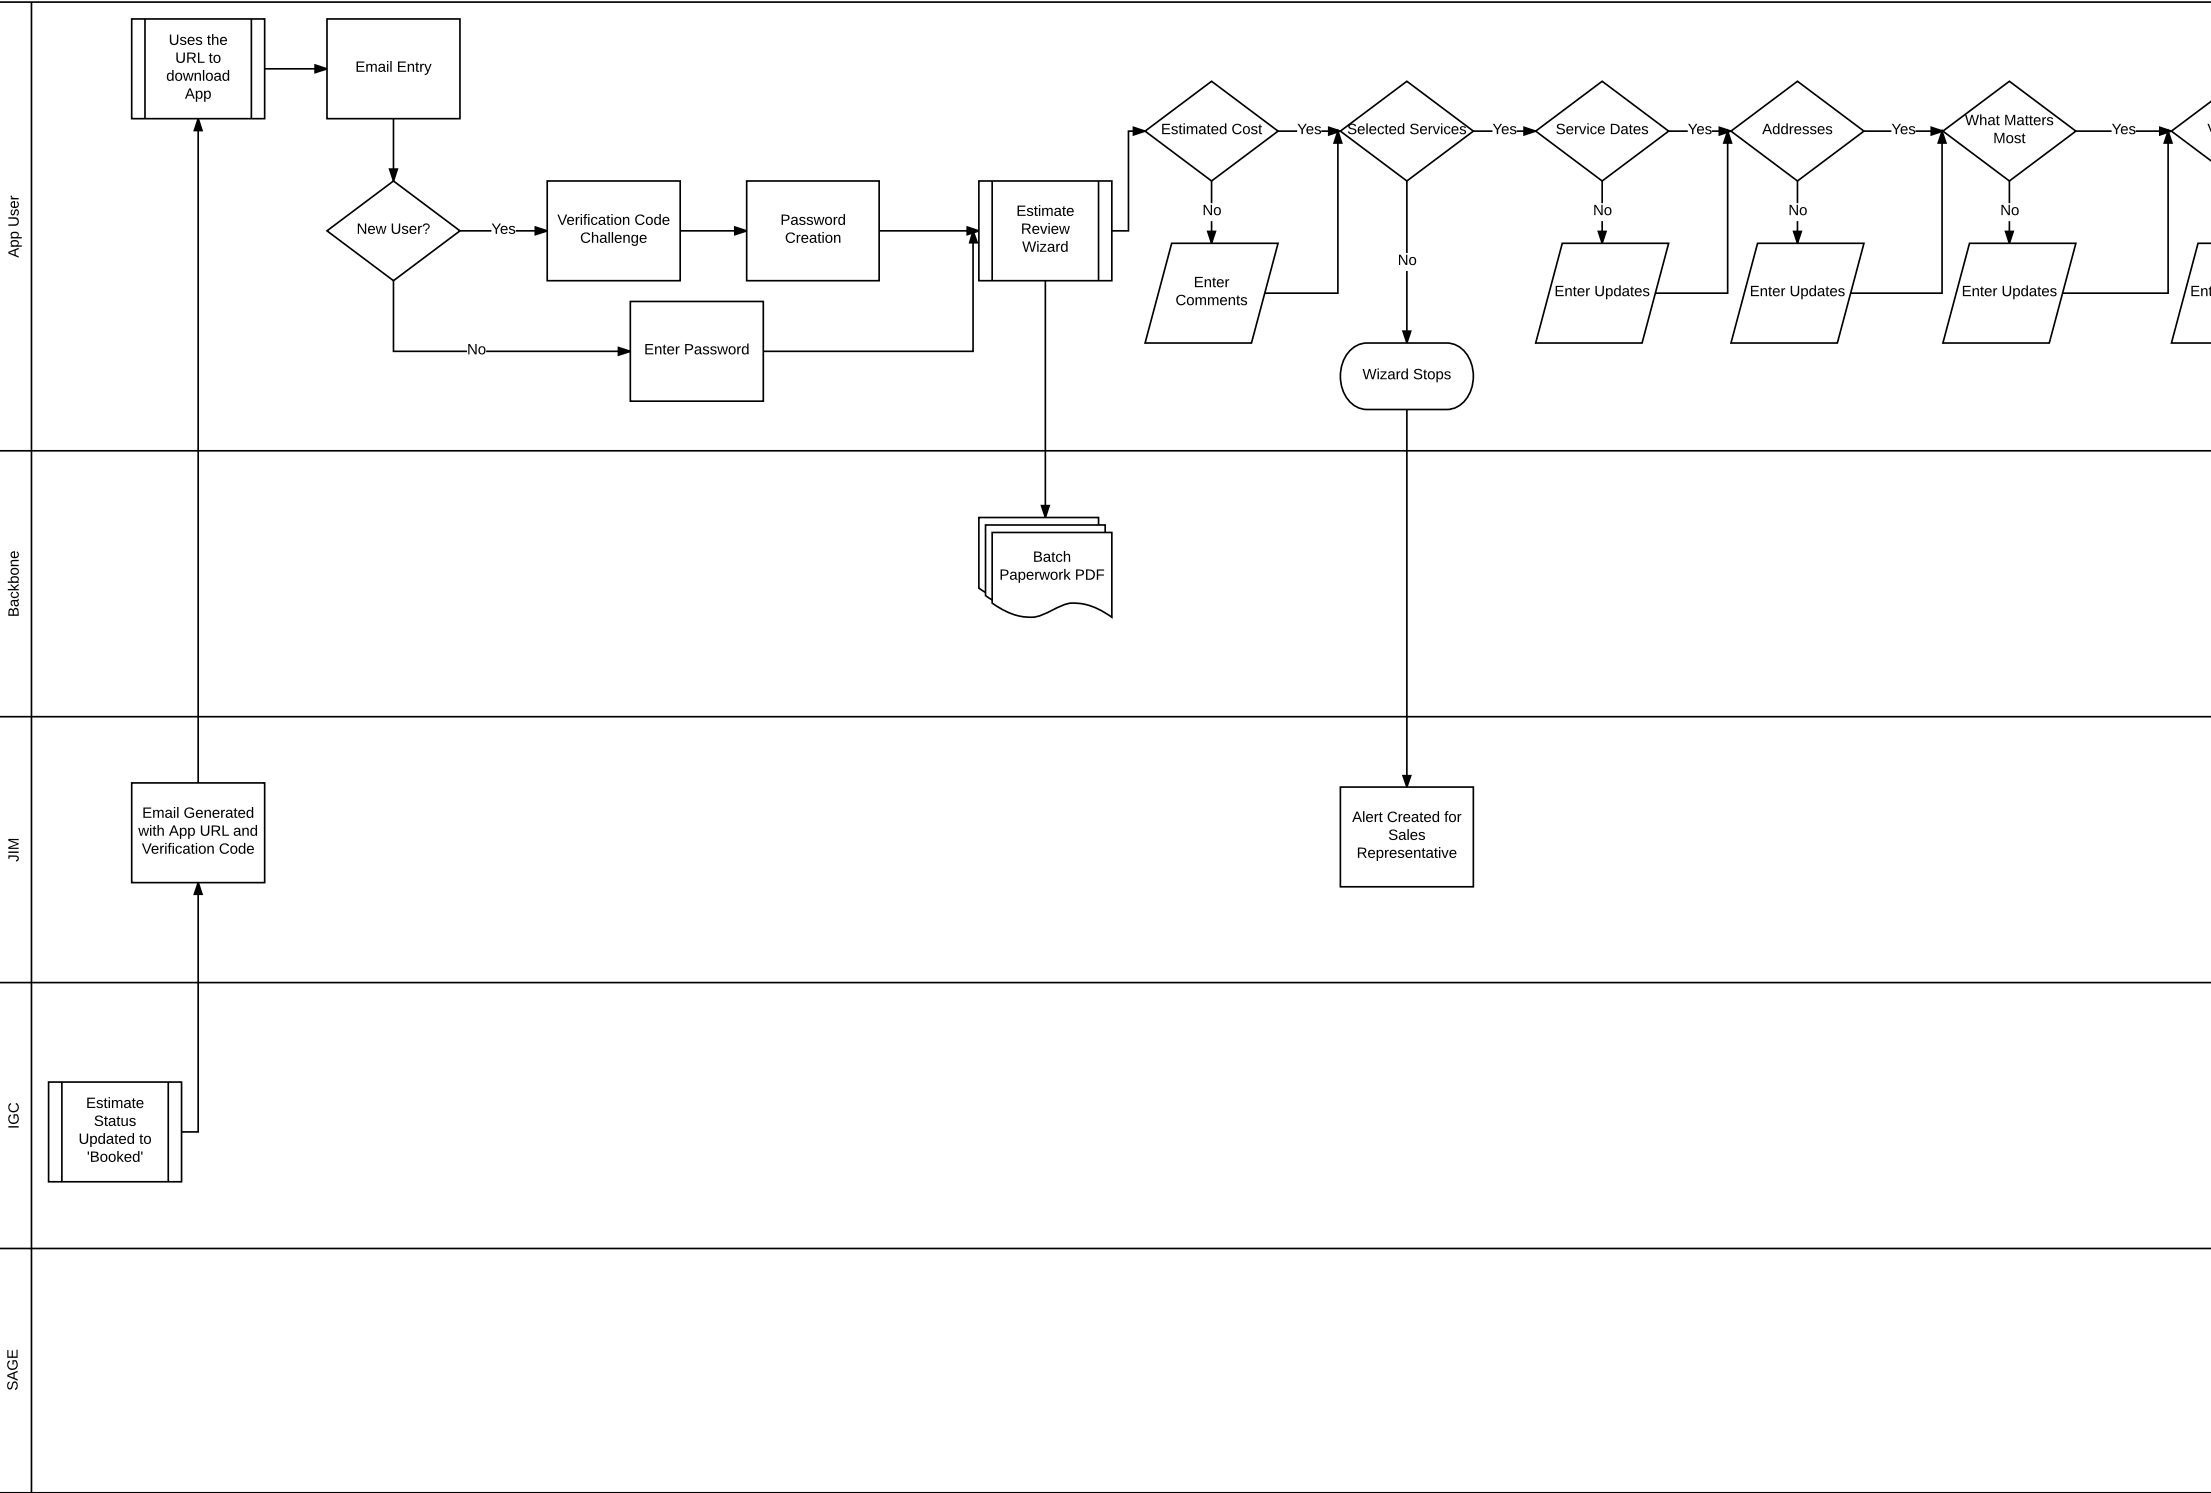 App User
Uses the
URL to
download
App
Email Entry
New User?
Yes
No
Verification Code
Challenge
Password
Creation
Enter Password
Estimate
Review
Wizard
Estimated Cost
Yes
No
Enter
Comments
Selected Services
Yes
No
Wizard Stops
Service Dates
Yes
No
Enter Updates
Addresses
Yes
No
Enter Updates
What Matters
Most
Yes
No
Enter Updates
Backbone
Batch
Paperwork PDF
JIM
Email Generated
with App URL and
Verification Code
Alert Created for
Sales
Representative
IGC
Estimate
Status
Updated to
'Booked'
SAGE